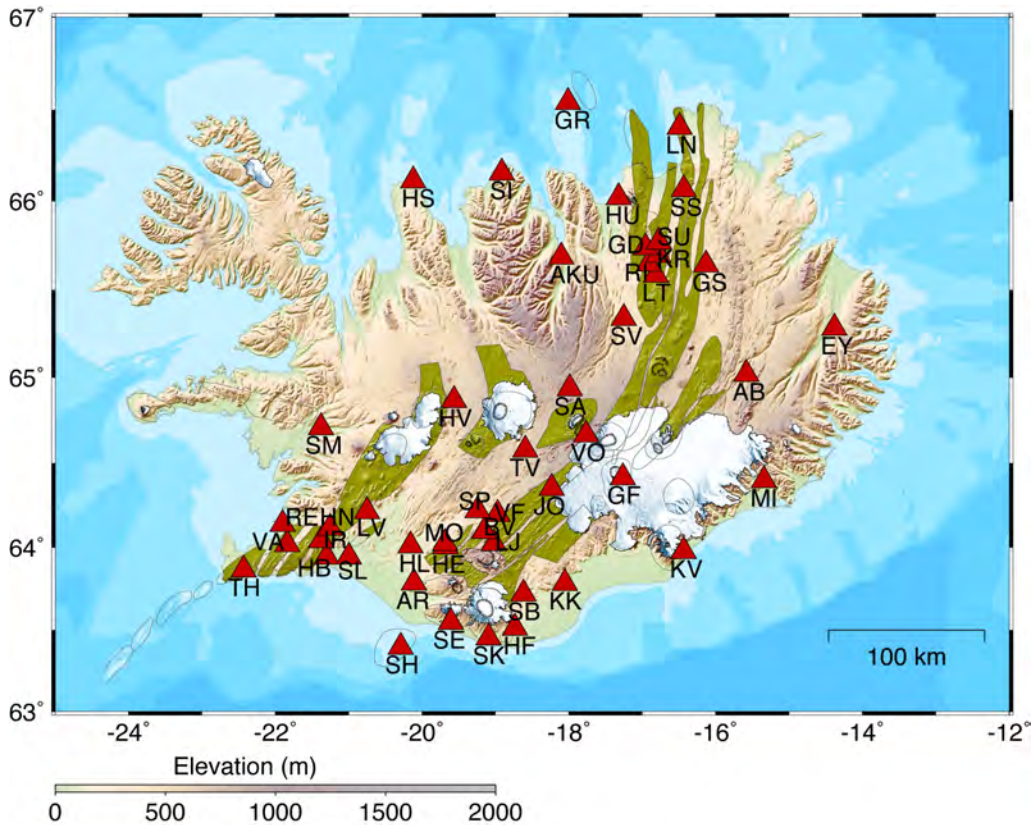 67˚
GR
LN
66˚
HS
SI
HU
SS
SU
GD
KR
AKU
GS
LT
SV
EY
65˚
AB
HV
SA
SM
VO
TV
GF
MI
JO
SP
VF
REHN
LV
BV
MO
VA
IR
LJ
64˚
HB
SL
HL
HE
KV
TH
AR
SB
KK
SE
HF
SK
SH
100 km
63˚
-24˚ -22˚ -20˚ -18˚ -16˚ -14˚ -12˚
Elevation (m)
0 500 1000 1500 2000